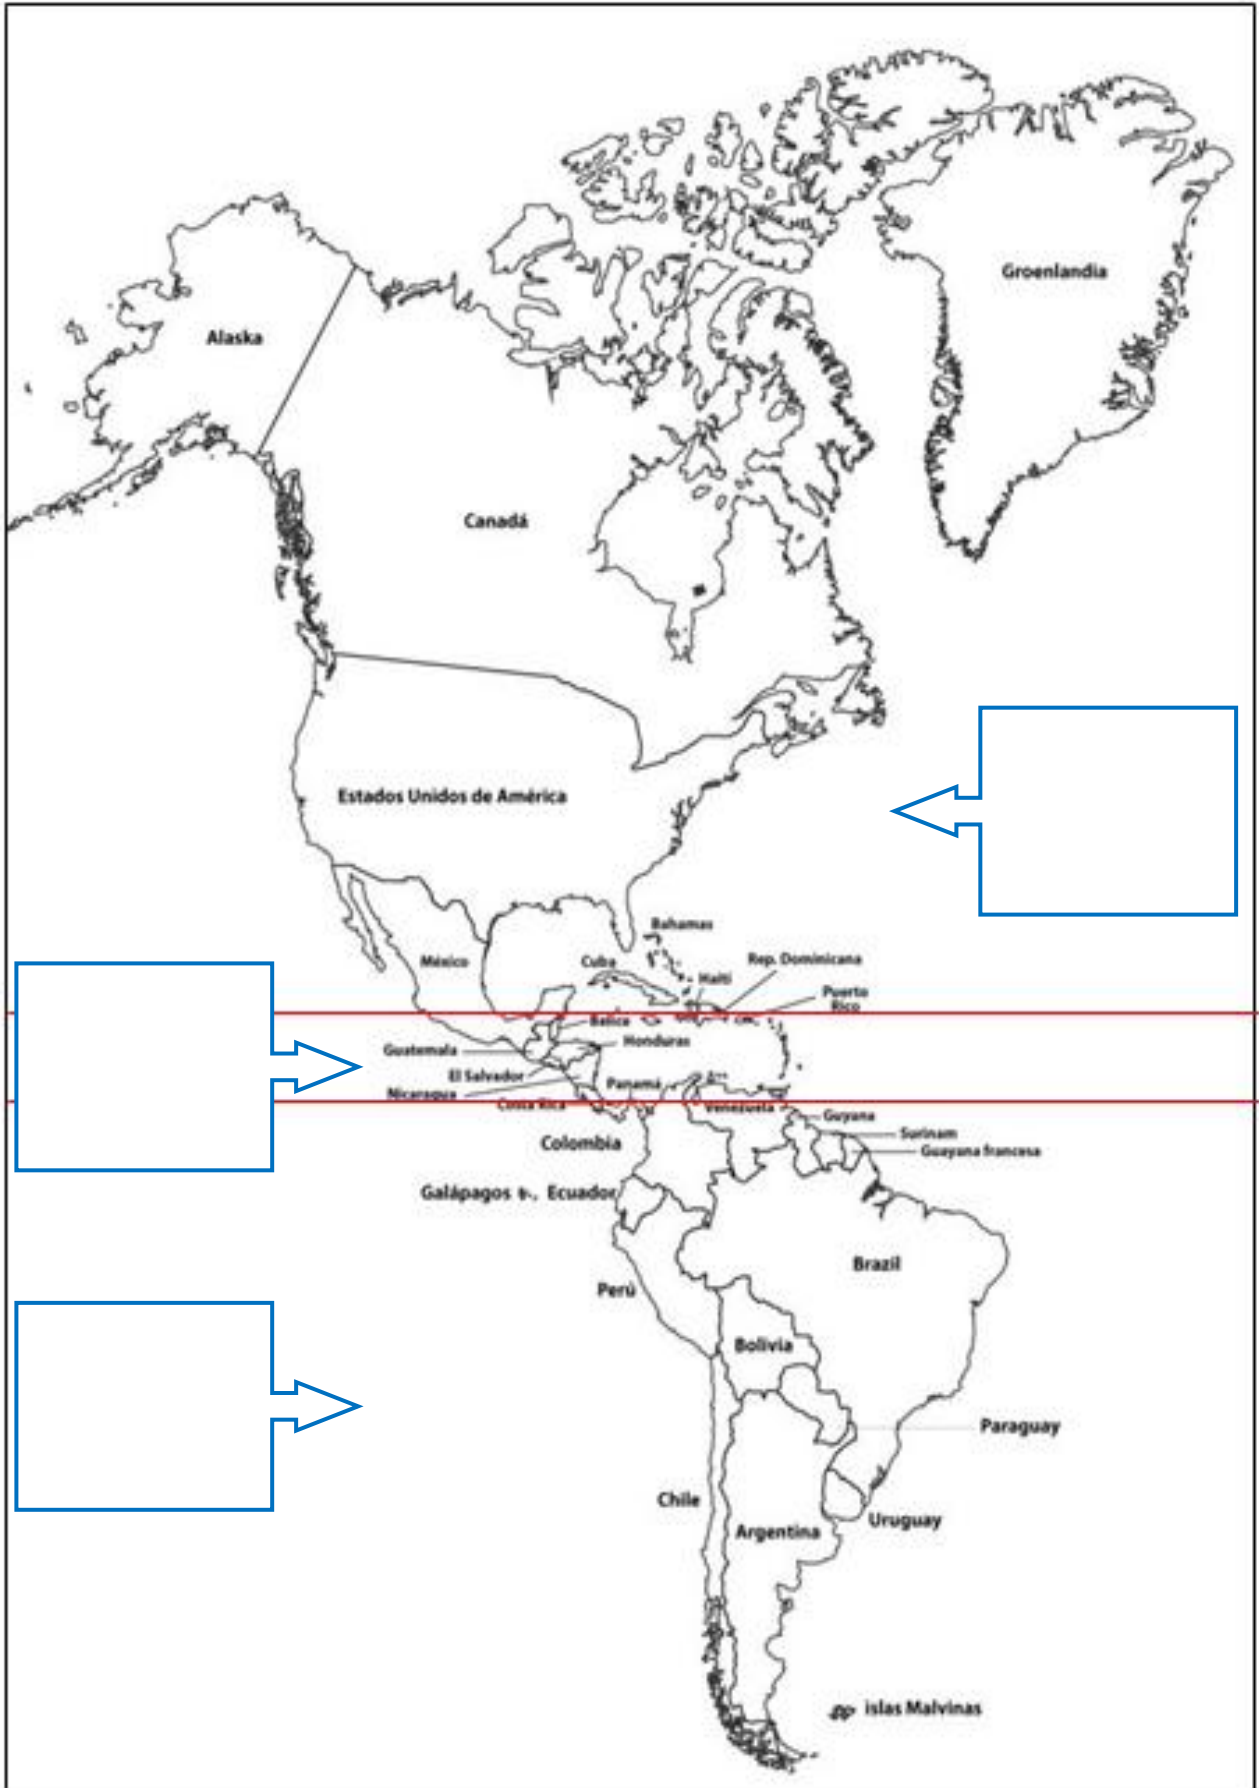 Groenlandia
Alaska
Canadá
Estados Unidos de América
Bahamas
México
Cuba
Rep. Dominicana
Haití
Puerto
Rico
Belice
Honduras
Guatemala
El Salvador
Panamá
Nicaragua
Costa Rica
Venezuela
Guyana
Surinam
Colombia
Guayana francesa
Galápagos
Ecuador
Brazil
Perú
Bolivia
Paraguay
Chile
Uruguay
Argentina
islas Malvinas